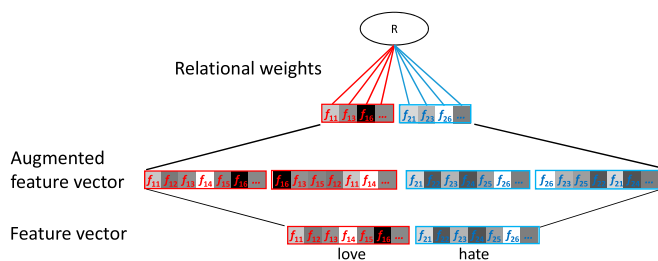 R
Relational weights
f11 f13 f16 ... f21 f23 f26 ...
Augmented
f11 f12 f13 f14 f15 f16 ... f16 f13 f15 f12 f11 f14 ... f21 f23 f25 f26 ... f26 f23 f25 f21 ...
feature vector
Feature vector f11 f12 f13 f14 f15 f16 ... f21 f23 f25 f26 ...
love hate